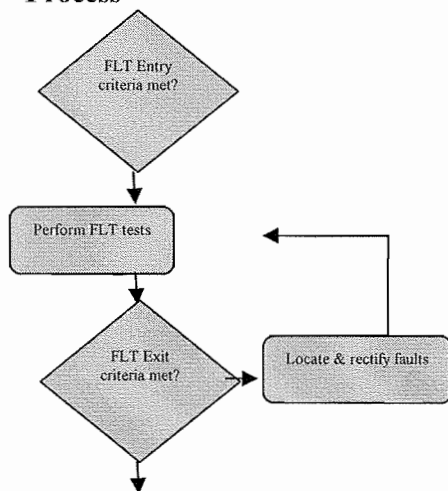 Process
FLT Entry
criteria met?
Perform FLT tests
FLT Exit
criteria met?
Locate & rectify faults